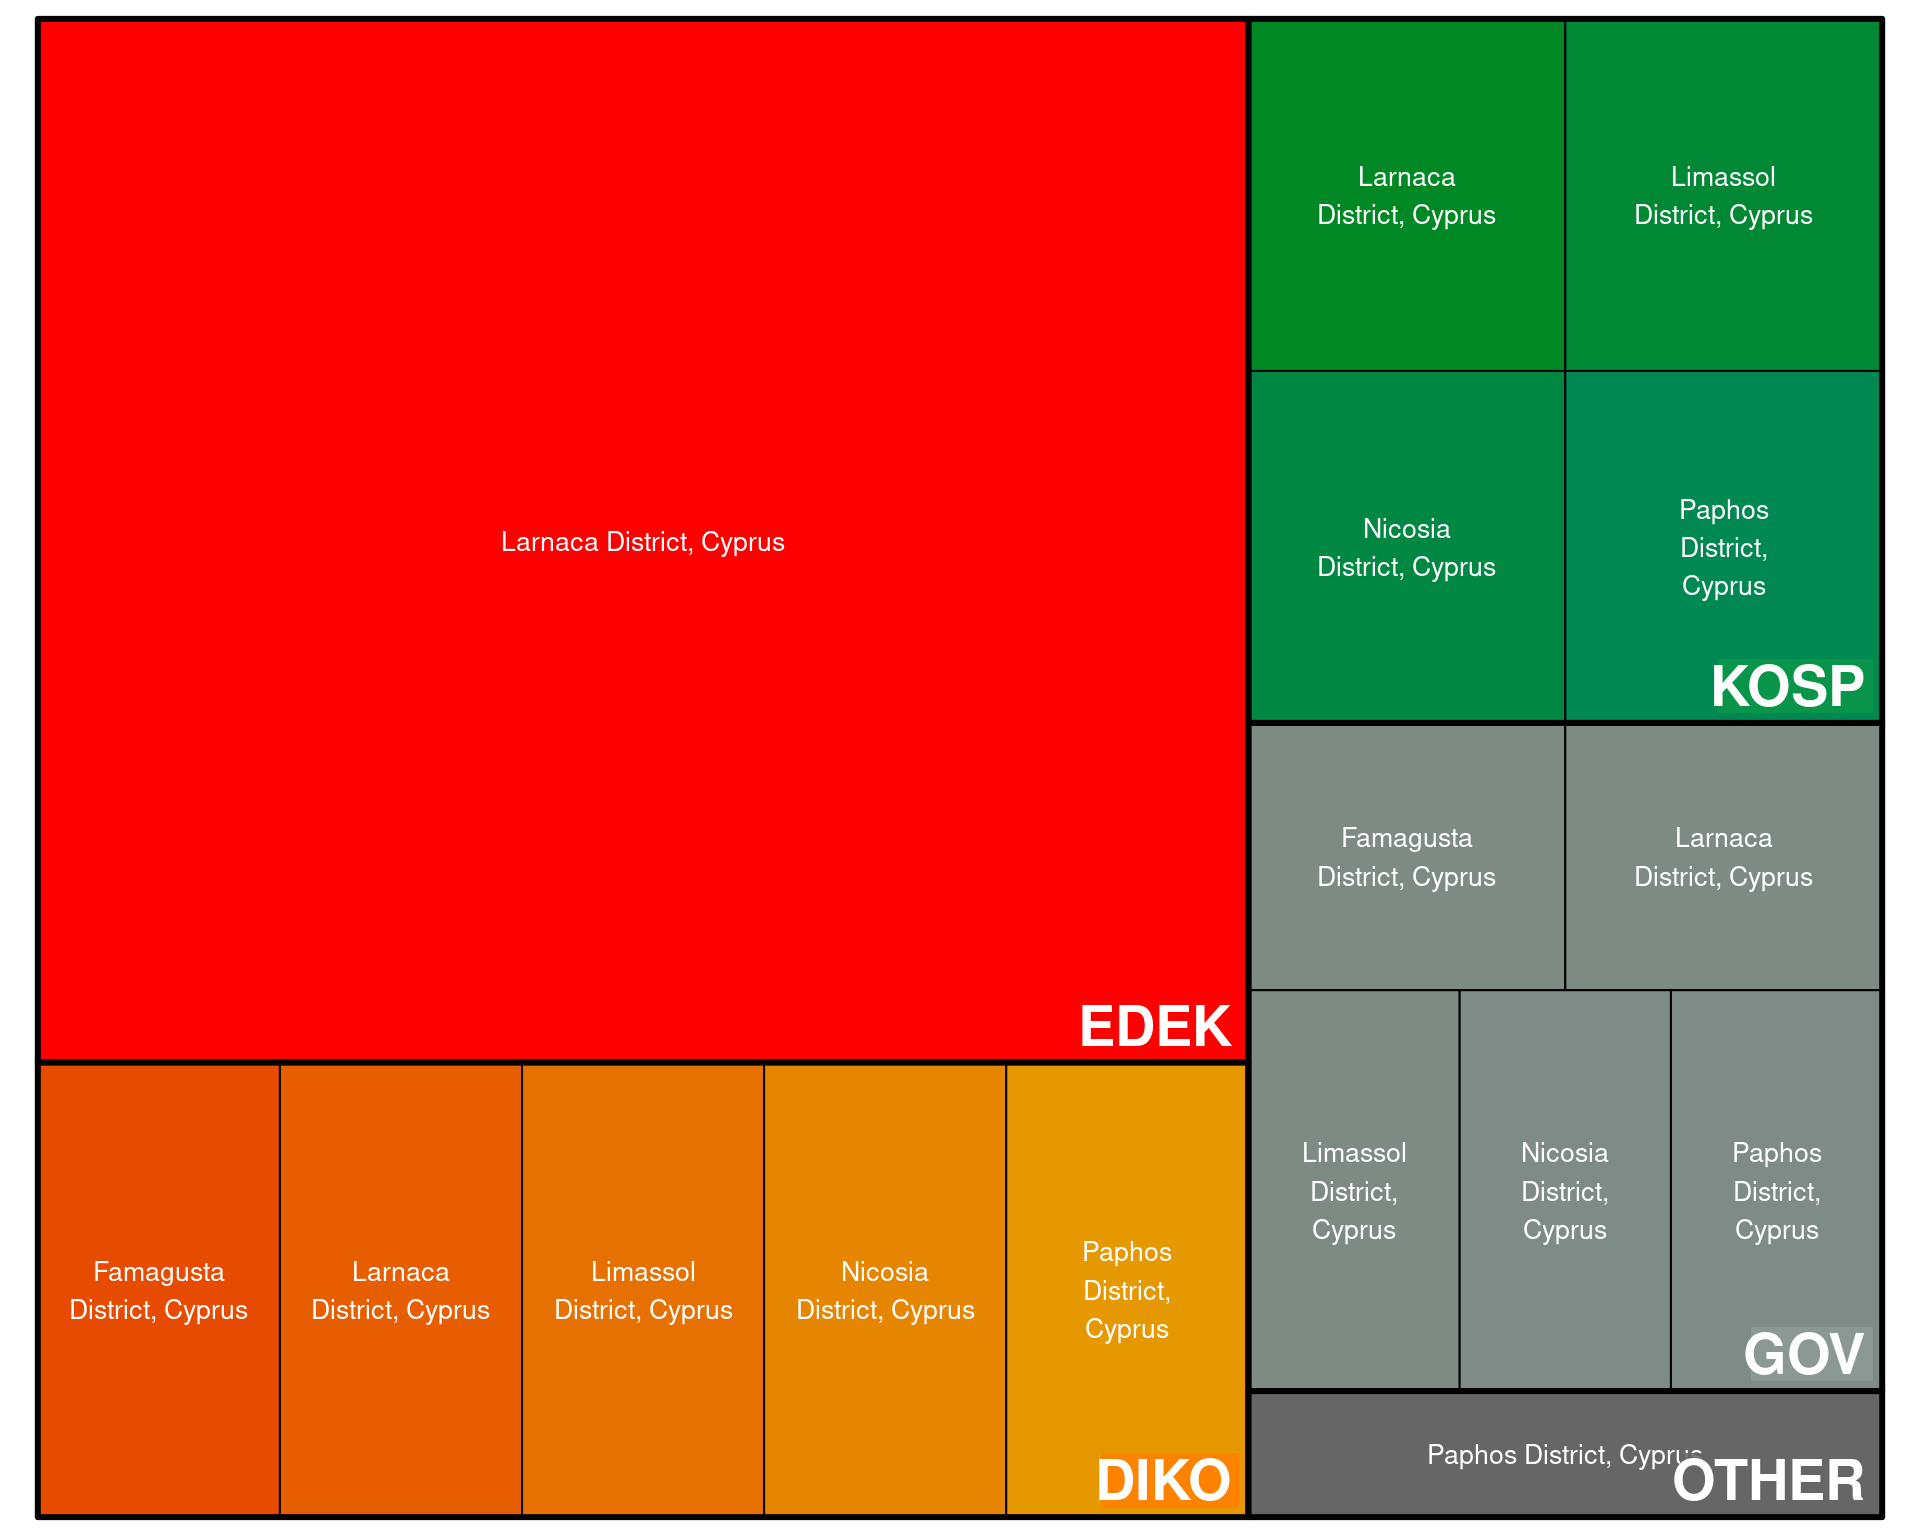 Larnaca District, Cyprus
EDEK
Famagusta
District, Cyprus
Larnaca
District, Cyprus
Limassol
District, Cyprus
Nicosia
District, Cyprus
Paphos
District,
Cyprus
DIKO
Larnaca
District, Cyprus
Limassol
District, Cyprus
Nicosia
District, Cyprus
Paphos
District,
Cyprus
KOSP
Famagusta
District, Cyprus
Larnaca
District, Cyprus
Limassol
District,
Cyprus
Nicosia
District,
Cyprus
Paphos
District,
Cyprus
GOV
Paphos District, Cyprus
OTHER